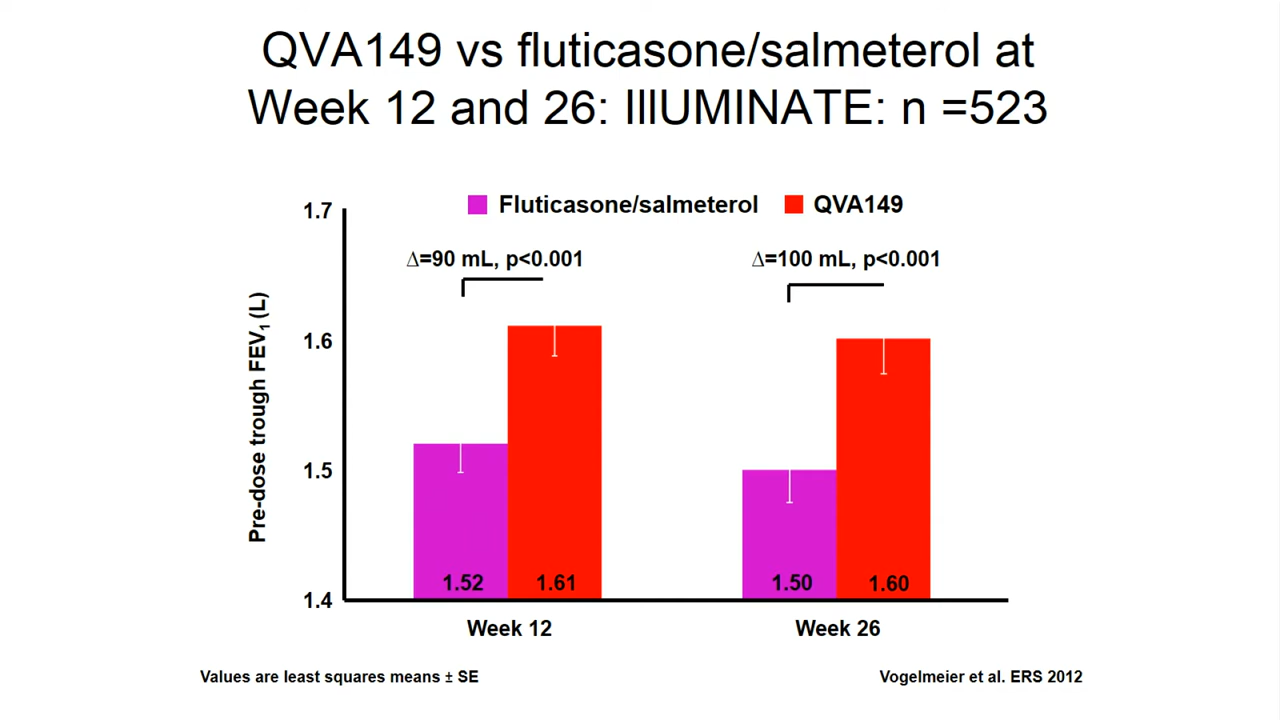 QVA149 vs fluticasone/salmeterol at
Week 12 and 26: IllUMINATE: n =523
Fluticasone/salmeterol QVA149
Δ=90 mL, p<0.001 Δ=100 mL, p<0.001
Pre-dose trough FEV₁ (L)
1.7
1.6
1.5
1.4
1.52 1.61 1.50 1.60
Week 12 Week 26
Values are least squares means ± SE
Vogelmeier et al. ERS 2012